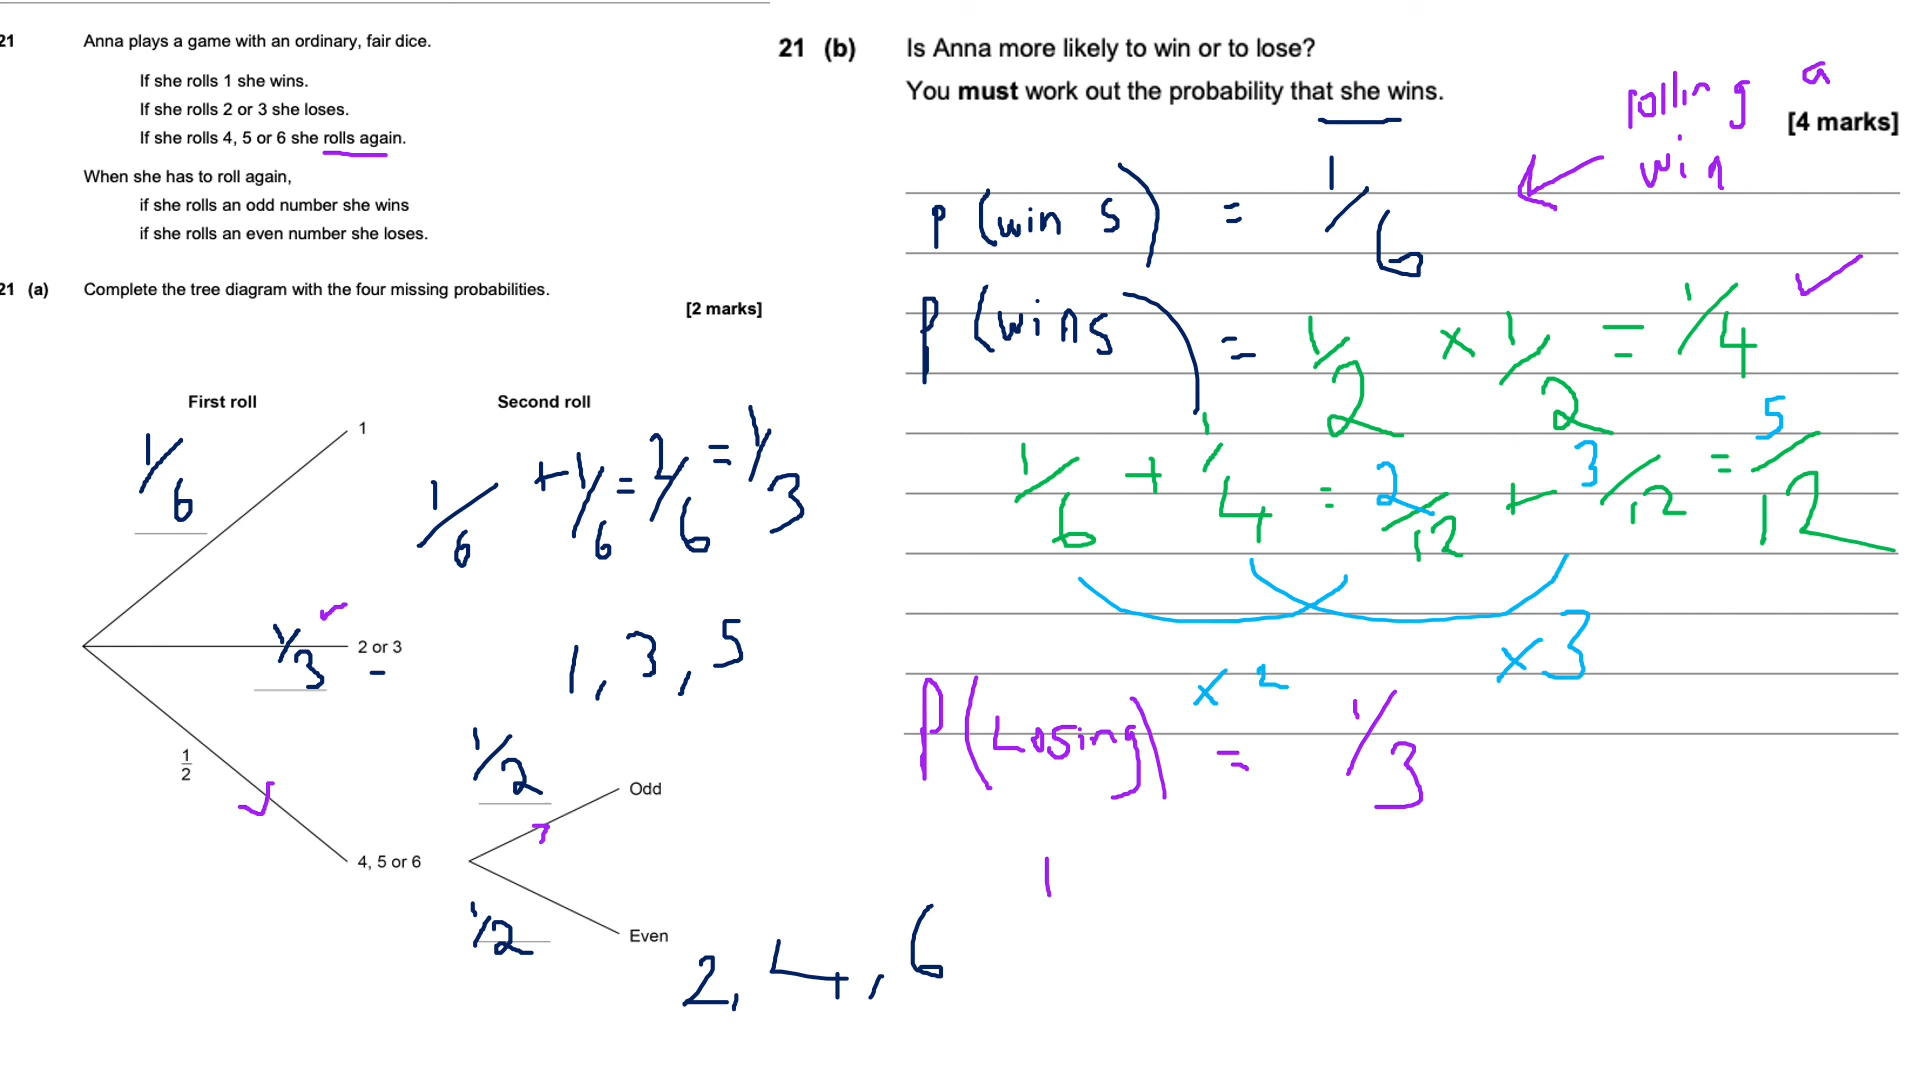 21 Anna plays a game with an ordinary, fair dice.
If she rolls 1 she wins.
If she rolls 2 or 3 she loses.
If she rolls 4, 5 or 6 she rolls again.
When she has to roll again,
if she rolls an odd number she wins
if she rolls an even number she loses.
21 (a) Complete the tree diagram with the four missing probabilities.
[2 marks]
First roll Second roll
1/6
1
1/6 + 1/6 = 2/6 = 1/3
1/3
2 or 3
1, 3, 5
1/2
4, 5 or 6
1/2
Odd
1/2
Even
2, 4, 6
21 (b) Is Anna more likely to win or to lose?
You must work out the probability that she wins.
[4 marks]
rolling a
win
P (wins) = 1/6
P (wins) = 1/2 x 1/2 = 1/4
1/6 + 1/4 = 2/12 + 3/12 = 5/12
x2 x3
P(Losing) = 1/3
1